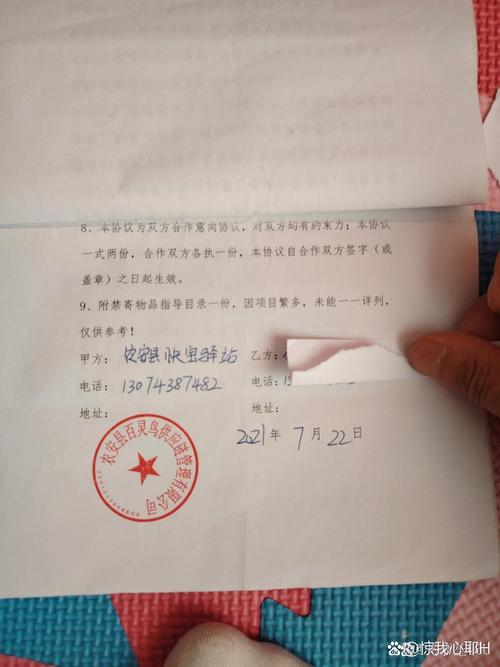 8、本协议为双方合作意向协议，对双方均有约束力；本协议
一式两份，合作双方各执一份，本协议自合作双方签字（或
盖章）之日起生效。
9、附禁寄物品指导目录一份，因项目繁多，未能一一详列，
仅供参考！
甲方：农安县快宝驿站
乙方：
电话：13074387482
电话：
地址：
地址：
2021年7月22日
农安县百灵鸟供应链管理有限公司
惊我心耶H